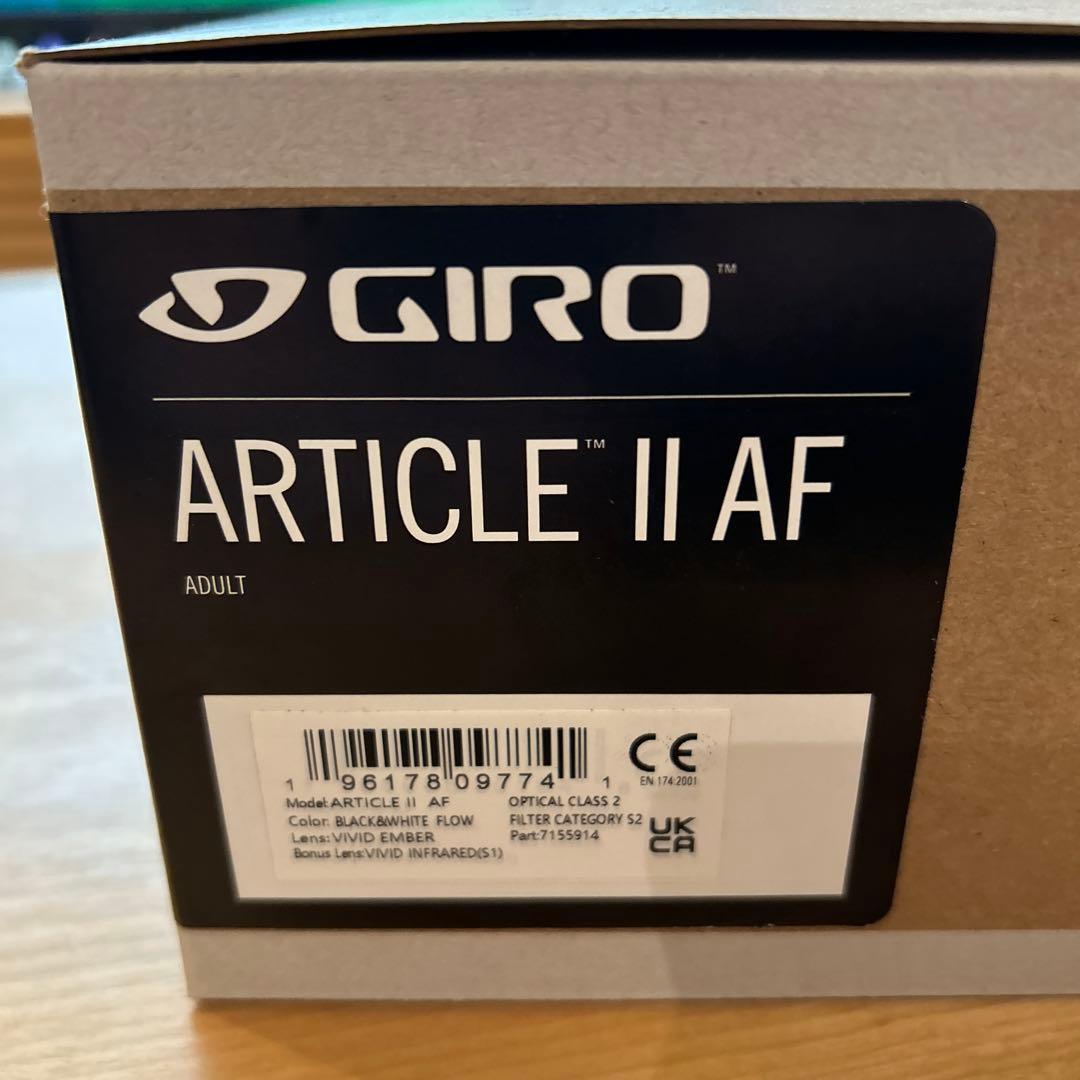 GIRO™
ARTICLE™ II AF
ADULT
1 96178 09774 1
CE
EN 174:2001
Model:ARTICLE II AF
Color: BLACK&WHITE FLOW
Lens:VIVID EMBER
Bonus Lens:VIVID INFRARED(S1)
OPTICAL CLASS 2
FILTER CATEGORY S2
Part:7155914
UK
CA